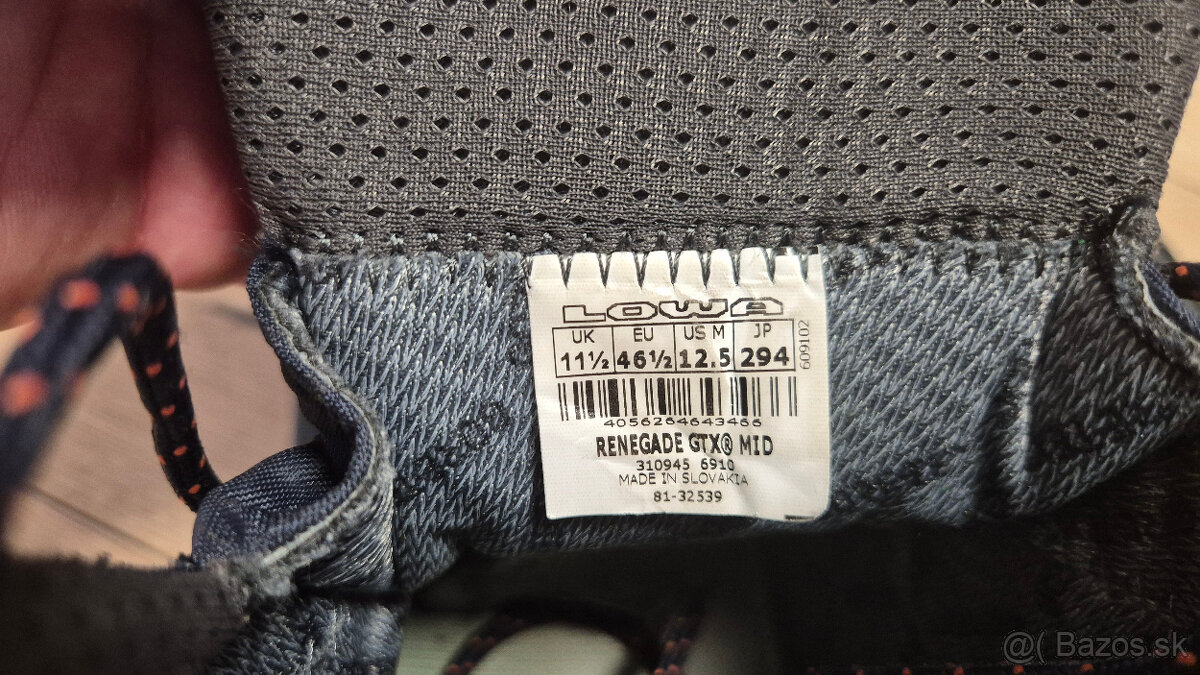 LOWA
UK EU US M JP
11½ 46½ 12.5 294
609102
4056264643466
RENEGADE GTX® MID
310945 6910
MADE IN SLOVAKIA
81-32539
@( Bazos.sk